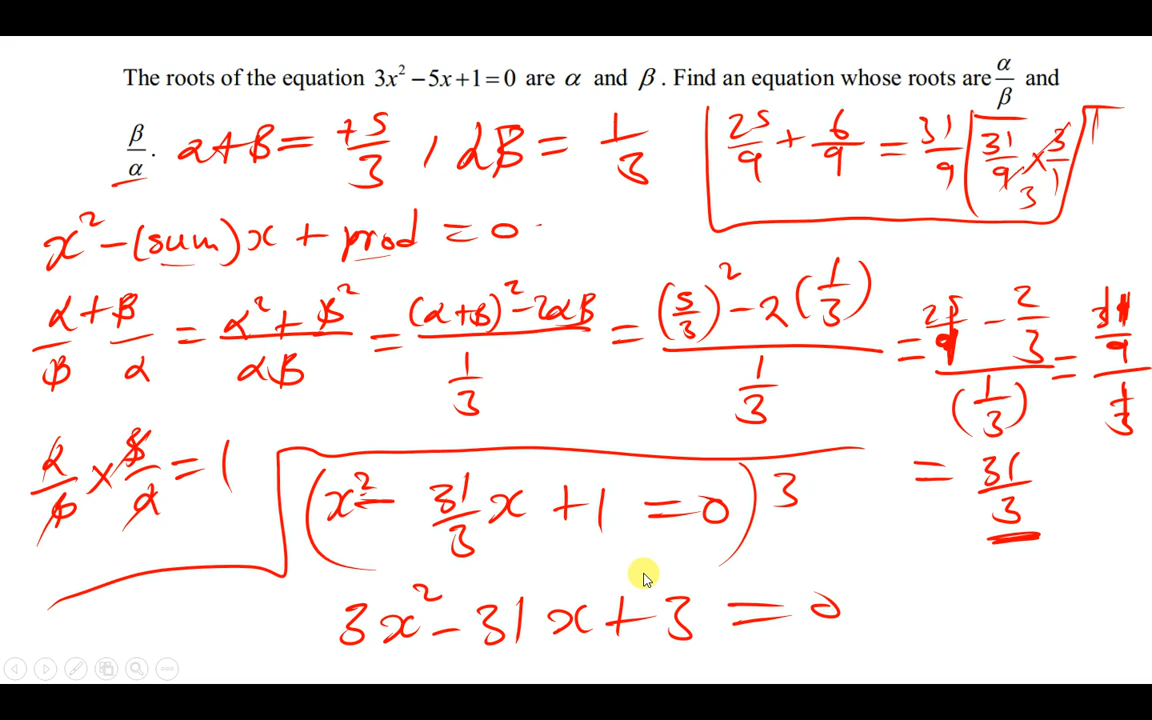 The roots of the equation 3x² − 5x + 1 = 0 are α and β. Find an equation whose roots are α/β and
β/α.
α+β = +5/3 , αβ = 1/3
25/9 + 6/9 = 31/9
31/9 × 3/1
3
x² − (sum)x + prod = 0
α/β + β/α = (α² + β²)/(αβ) = ((α+β)² − 2αβ)/(1/3) = ((5/3)² − 2(1/3))/(1/3) = (25/9 − 2/3)/(1/3) =
= 31/3
α/β × β/α = 1
(x² − 31/3 x + 1 = 0) 3
3x² − 31x + 3 = 0